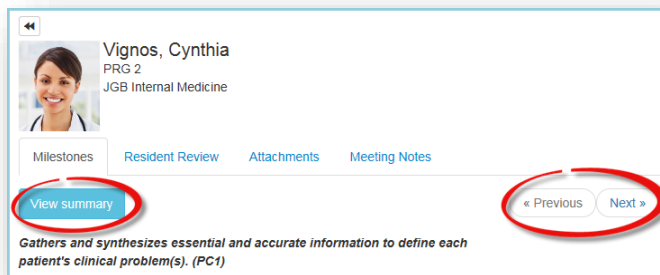 Vignos, Cynthia
PRG 2
JGB Internal Medicine
Milestones Resident Review Attachments Meeting Notes
View summary « Previous Next »
Gathers and synthesizes essential and accurate information to define each
patient's clinical problem(s). (PC1)